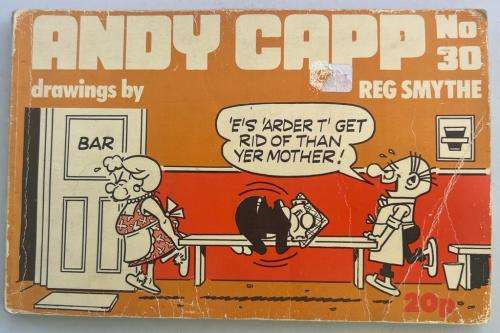 ANDY CAPP No 30
drawings by REG SMYTHE
BAR
'E'S 'ARDER T' GET
RID OF THAN
YER MOTHER!
20p